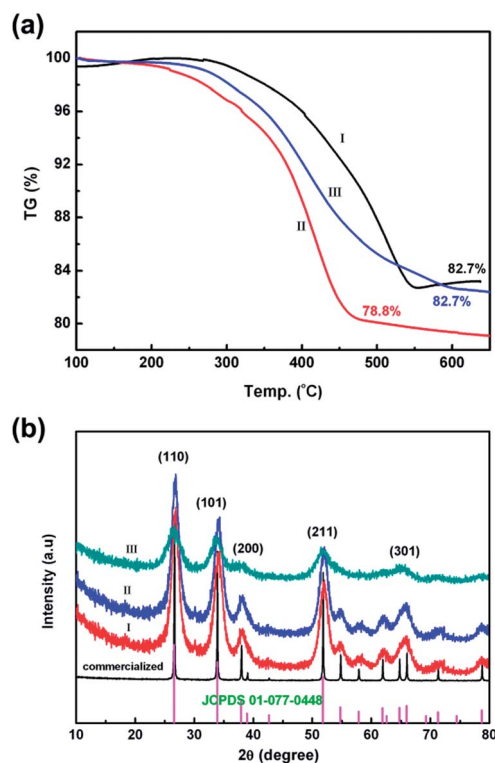 (a)
100
96
92
88
84
80
TG (%)
I
III
II
82.7%
82.7%
78.8%
100 200 300 400 500 600
Temp. (°C)
(b)
(110)
(101)
(200)
(211)
(301)
III
II
I
commercialized
JCPDS 01-077-0448
Intensity (a.u)
10 20 30 40 50 60 70 80
2θ (degree)